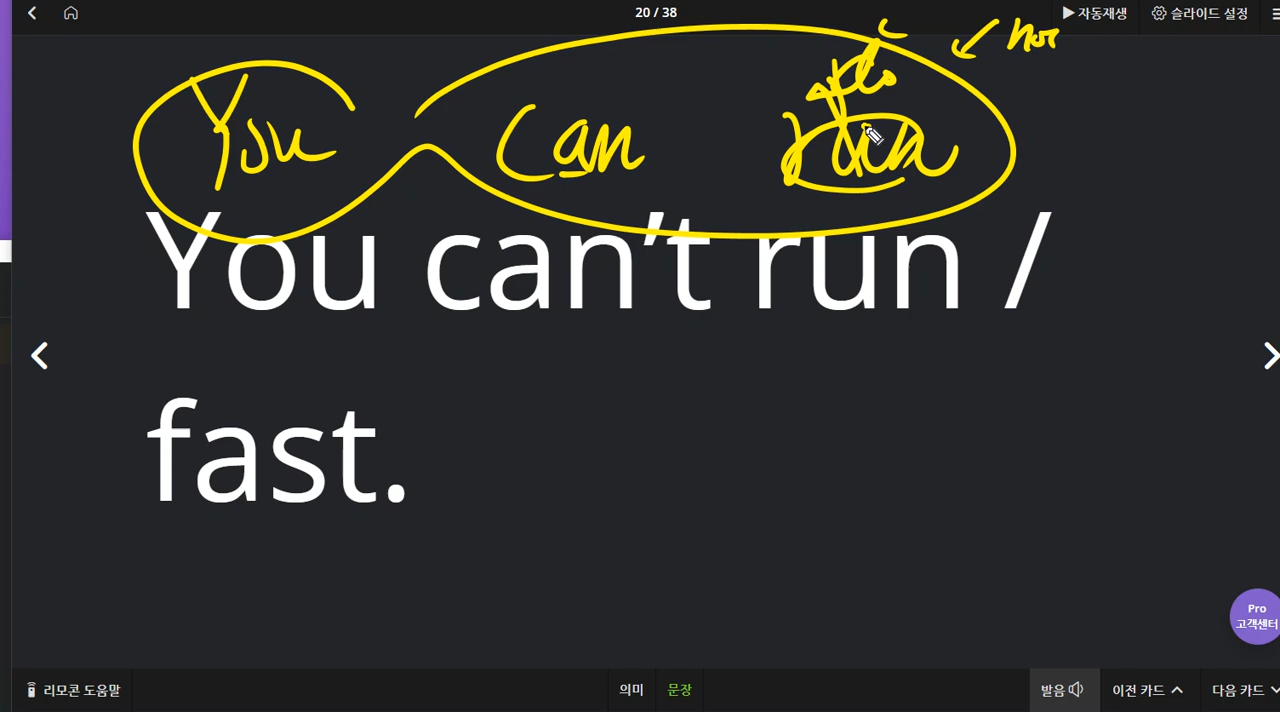 20 / 38
▶자동재생
슬라이드 설정
do
not
You can run
You can't run /
fast.
Pro
고객센터
리모콘 도움말
의미
문장
발음
이전 카드
다음 카드